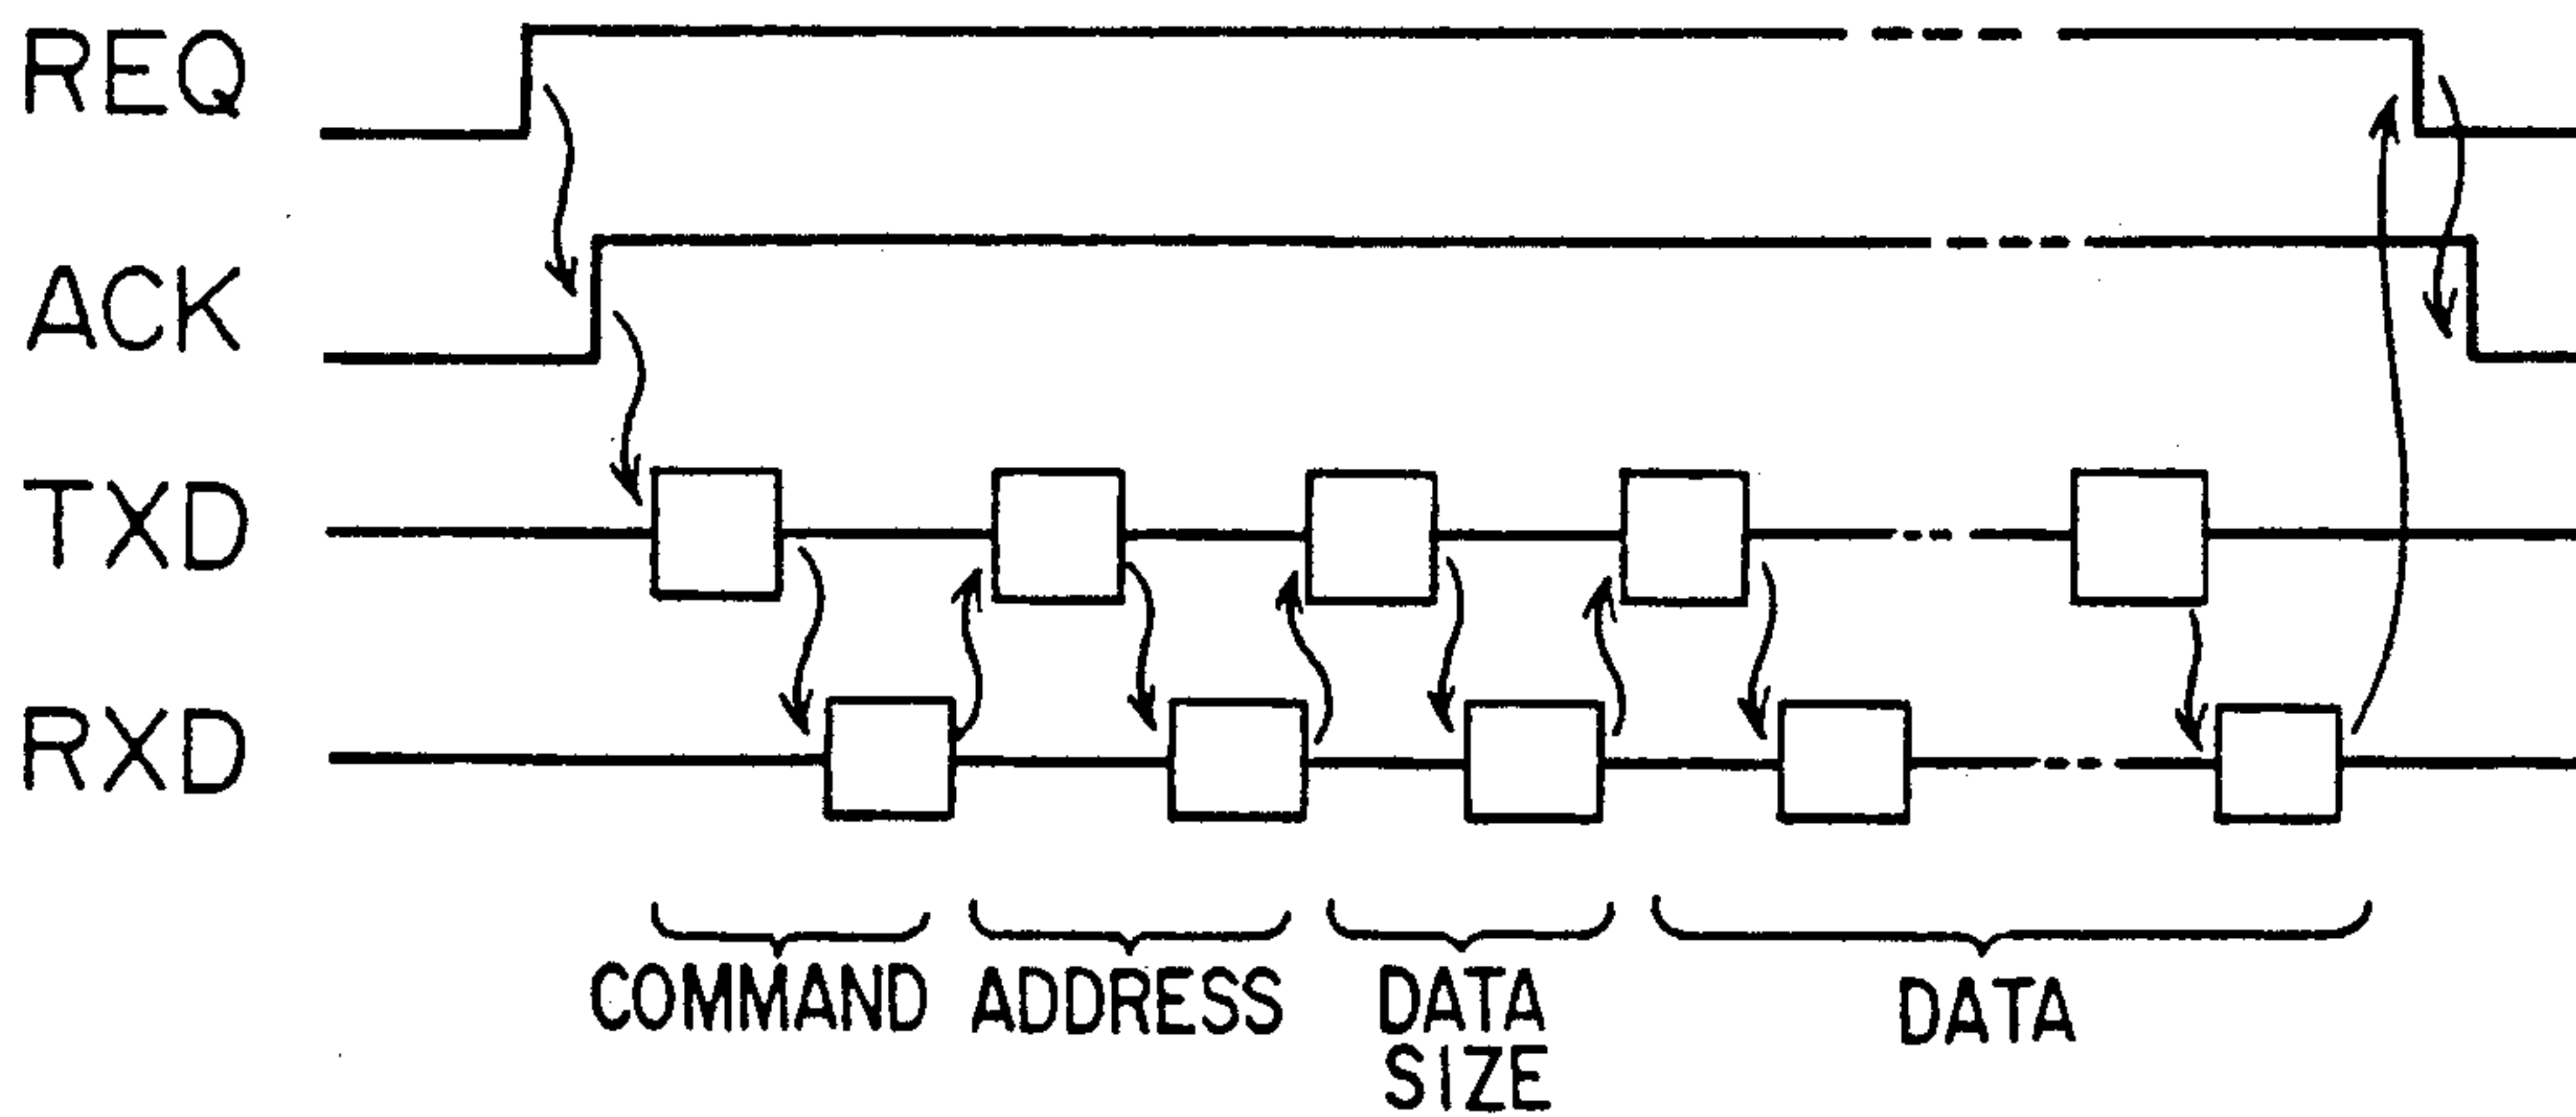 REQ
ACK
TXD
RXD
COMMAND
ADDRESS
DATA
SIZE
DATA